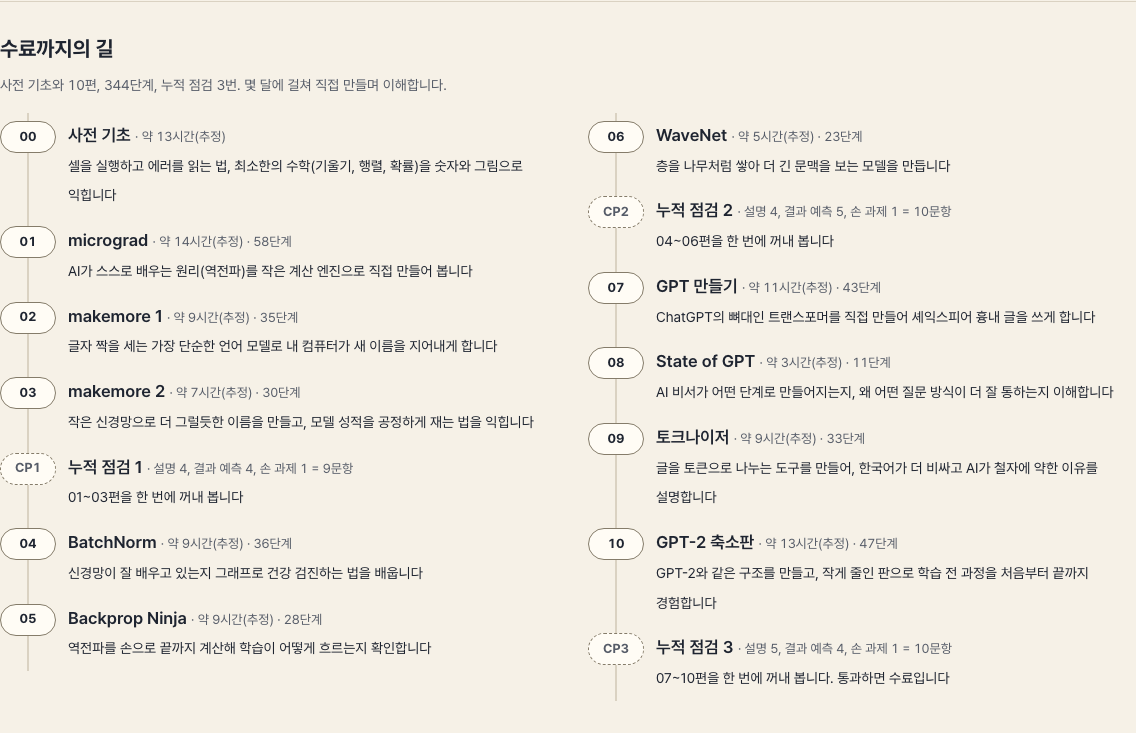 수료까지의 길
사전 기초와 10편, 344단계, 누적 점검 3번. 몇 달에 걸쳐 직접 만들며 이해합니다.
00
사전 기초 · 약 13시간(추정)
셀을 실행하고 에러를 읽는 법, 최소한의 수학(기울기, 행렬, 확률)을 숫자와 그림으로
익힙니다
01
micrograd · 약 14시간(추정) · 58단계
AI가 스스로 배우는 원리(역전파)를 작은 계산 엔진으로 직접 만들어 봅니다
02
makemore 1 · 약 9시간(추정) · 35단계
글자 짝을 세는 가장 단순한 언어 모델로 내 컴퓨터가 새 이름을 지어내게 합니다
03
makemore 2 · 약 7시간(추정) · 30단계
작은 신경망으로 더 그럴듯한 이름을 만들고, 모델 성적을 공정하게 재는 법을 익힙니다
CP1
누적 점검 1 · 설명 4, 결과 예측 4, 손 과제 1 = 9문항
01~03편을 한 번에 꺼내 봅니다
04
BatchNorm · 약 9시간(추정) · 36단계
신경망이 잘 배우고 있는지 그래프로 건강 검진하는 법을 배웁니다
05
Backprop Ninja · 약 9시간(추정) · 28단계
역전파를 손으로 끝까지 계산해 학습이 어떻게 흐르는지 확인합니다
06
WaveNet · 약 5시간(추정) · 23단계
층을 나무처럼 쌓아 더 긴 문맥을 보는 모델을 만듭니다
CP2
누적 점검 2 · 설명 4, 결과 예측 5, 손 과제 1 = 10문항
04~06편을 한 번에 꺼내 봅니다
07
GPT 만들기 · 약 11시간(추정) · 43단계
ChatGPT의 뼈대인 트랜스포머를 직접 만들어 셰익스피어 흉내 글을 쓰게 합니다
08
State of GPT · 약 3시간(추정) · 11단계
AI 비서가 어떤 단계로 만들어지는지, 왜 어떤 질문 방식이 더 잘 통하는지 이해합니다
09
토크나이저 · 약 9시간(추정) · 33단계
글을 토큰으로 나누는 도구를 만들어, 한국어가 더 비싸고 AI가 철자에 약한 이유를
설명합니다
10
GPT-2 축소판 · 약 13시간(추정) · 47단계
GPT-2와 같은 구조를 만들고, 작게 줄인 판으로 학습 전 과정을 처음부터 끝까지
경험합니다
CP3
누적 점검 3 · 설명 5, 결과 예측 4, 손 과제 1 = 10문항
07~10편을 한 번에 꺼내 봅니다. 통과하면 수료입니다